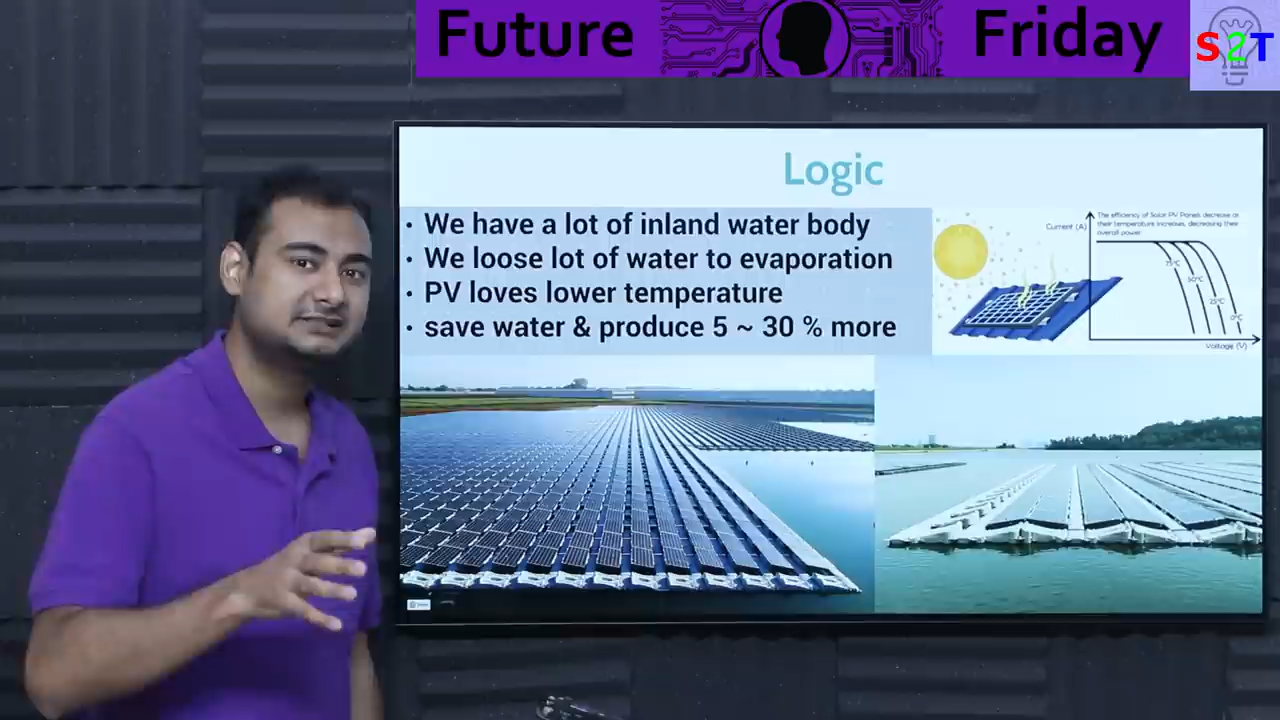 Future Friday
S2T
Logic
• We have a lot of inland water body
• We loose lot of water to evaporation
• PV loves lower temperature
• save water & produce 5 ~ 30 % more
The efficiency of Solar PV Panels decrease as
their temperature increases, decreasing their
overall power
Current (A)
75°C
50°C
25°C
0°C
Voltage (V)